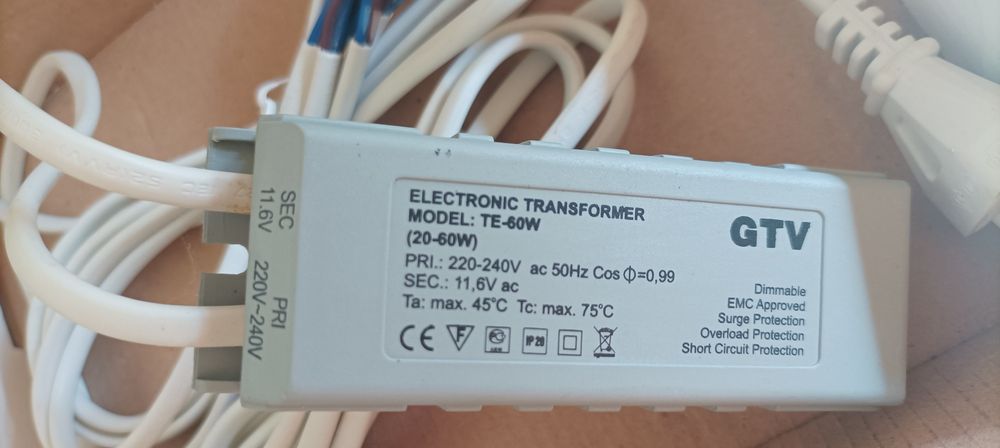 SEC
11.6V
PRI
220V~240V
ELECTRONIC TRANSFORMER
MODEL: TE-60W
(20-60W)
PRI.: 220-240V ac 50Hz Cos Φ=0,99
SEC.: 11,6V ac
Ta: max. 45°C Tc: max. 75°C
CE F IP 20
GTV
Dimmable
EMC Approved
Surge Protection
Overload Protection
Short Circuit Protection